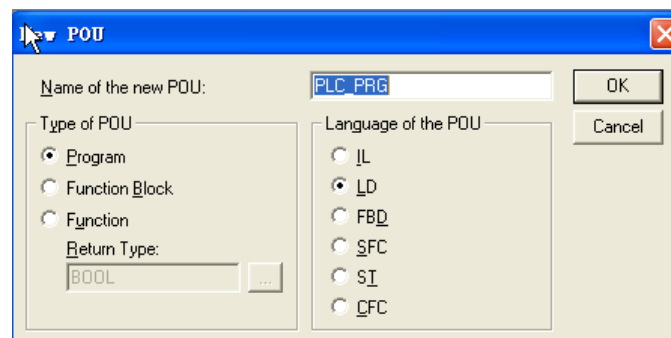 New POU
Name of the new POU:
PLC_PRG
OK
Cancel
Type of POU
Program
Function Block
Function
Return Type:
BOOL
...
Language of the POU
IL
LD
FBD
SFC
ST
CFC